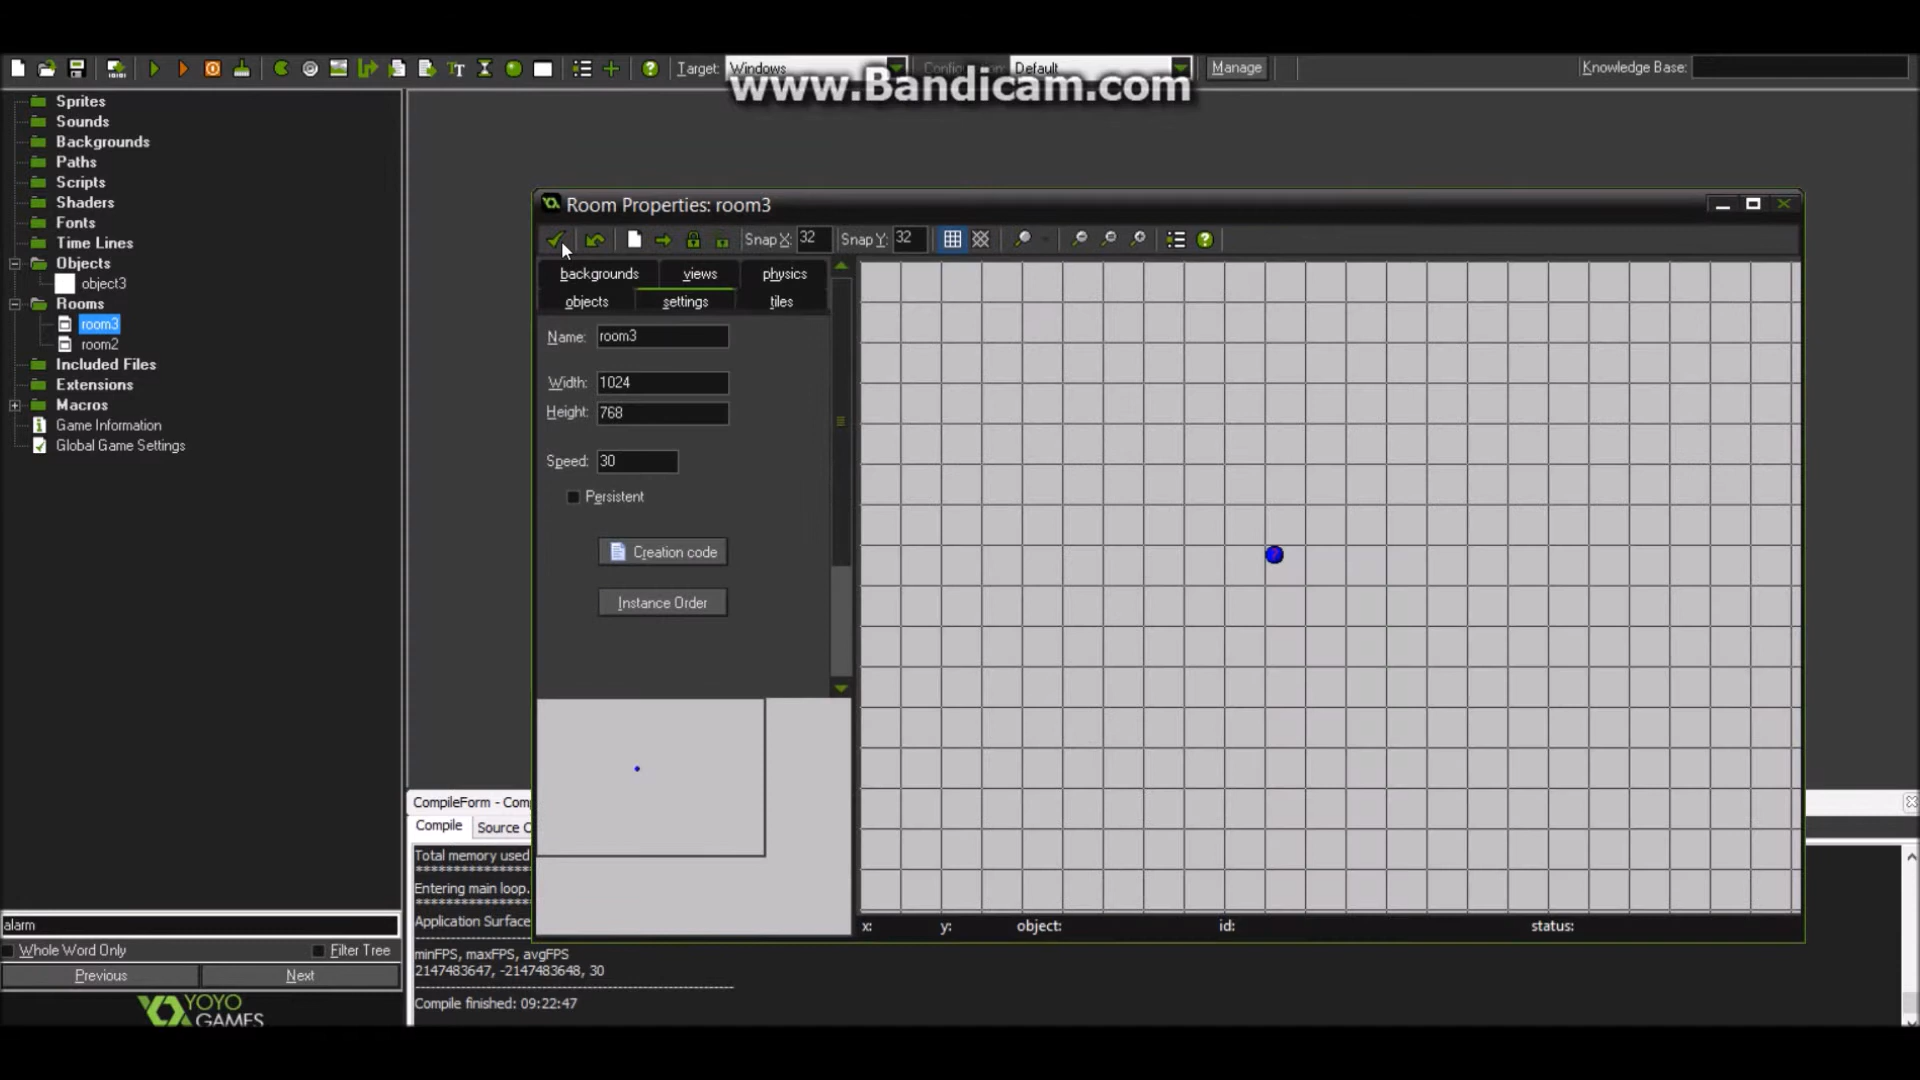 Target: Windows Default Manage Knowledge Base:
www.Bandicam.com
Sprites
Sounds
Backgrounds
Paths
Scripts
Shaders
Fonts
Time Lines
Objects
object3
Rooms
room3
room2
Included Files
Extensions
Macros
Game Information
Global Game Settings
alarm
Whole Word Only Filter Tree
Previous Next
YOYO
GAMES
Room Properties: room3
Snap X: 32 Snap Y: 32
backgrounds views physics
objects settings tiles
Name: room3
Width: 1024
Height: 768
Speed: 30
Persistent
Creation code
Instance Order
x: y: object: id: status:
CompileForm - Com
Compile Source C
Total memory used
******************
Entering main loop.
******************
Application Surface
minFPS, maxFPS, avgFPS
2147483647, -2147483648, 30
Compile finished: 09:22:47